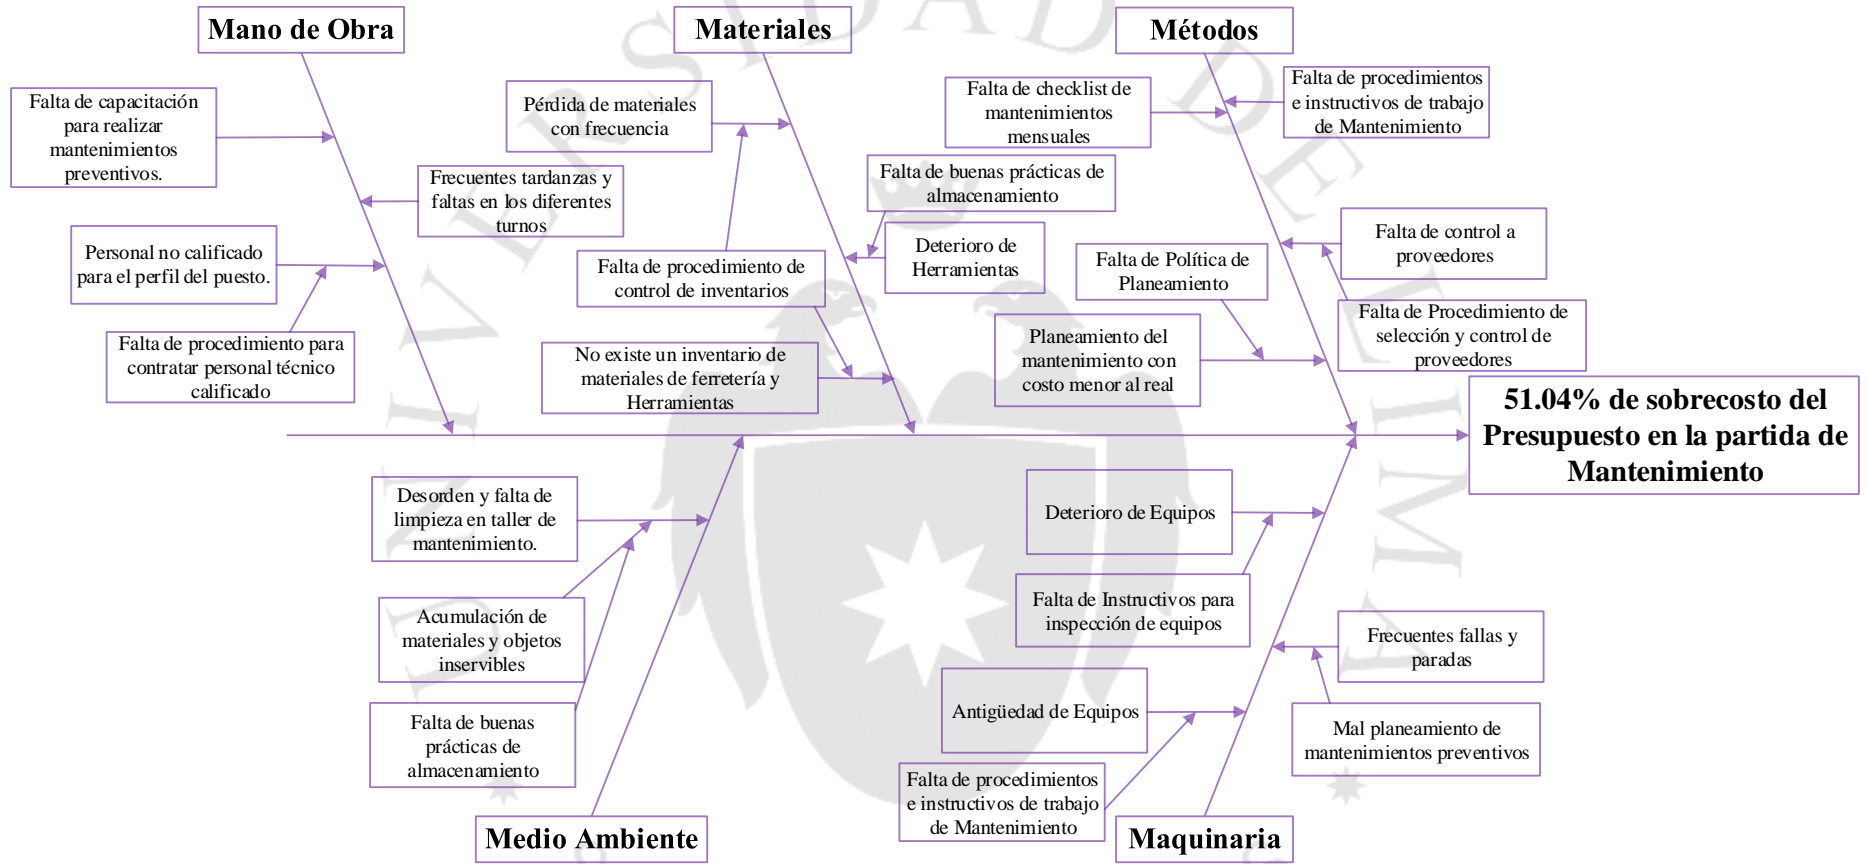 Mano de Obra
Materiales
Métodos
Falta de capacitación
para realizar
mantenimientos
preventivos.
Frecuentes tardanzas y
faltas en los diferentes
turnos
Personal no calificado
para el perfil del puesto.
Falta de procedimiento para
contratar personal técnico
calificado
Pérdida de materiales
con frecuencia
Falta de buenas prácticas de
almacenamiento
Deterioro de
Herramientas
Falta de procedimiento de
control de inventarios
No existe un inventario de
materiales de ferretería y
Herramientas
Falta de checklist de
mantenimientos
mensuales
Falta de procedimientos
e instructivos de trabajo
de Mantenimiento
Falta de control a
proveedores
Falta de Política de
Planeamiento
Falta de Procedimiento de
selección y control de
proveedores
Planeamiento del
mantenimiento con
costo menor al real
51.04% de sobrecosto del
Presupuesto en la partida de
Mantenimiento
Desorden y falta de
limpieza en taller de
mantenimiento.
Acumulación de
materiales y objetos
inservibles
Falta de buenas
prácticas de
almacenamiento
Deterioro de Equipos
Falta de Instructivos para
inspección de equipos
Frecuentes fallas y
paradas
Antigüedad de Equipos
Mal planeamiento de
mantenimientos preventivos
Falta de procedimientos
e instructivos de trabajo
de Mantenimiento
Medio Ambiente
Maquinaria
UNIVERSIDAD DE LIMA